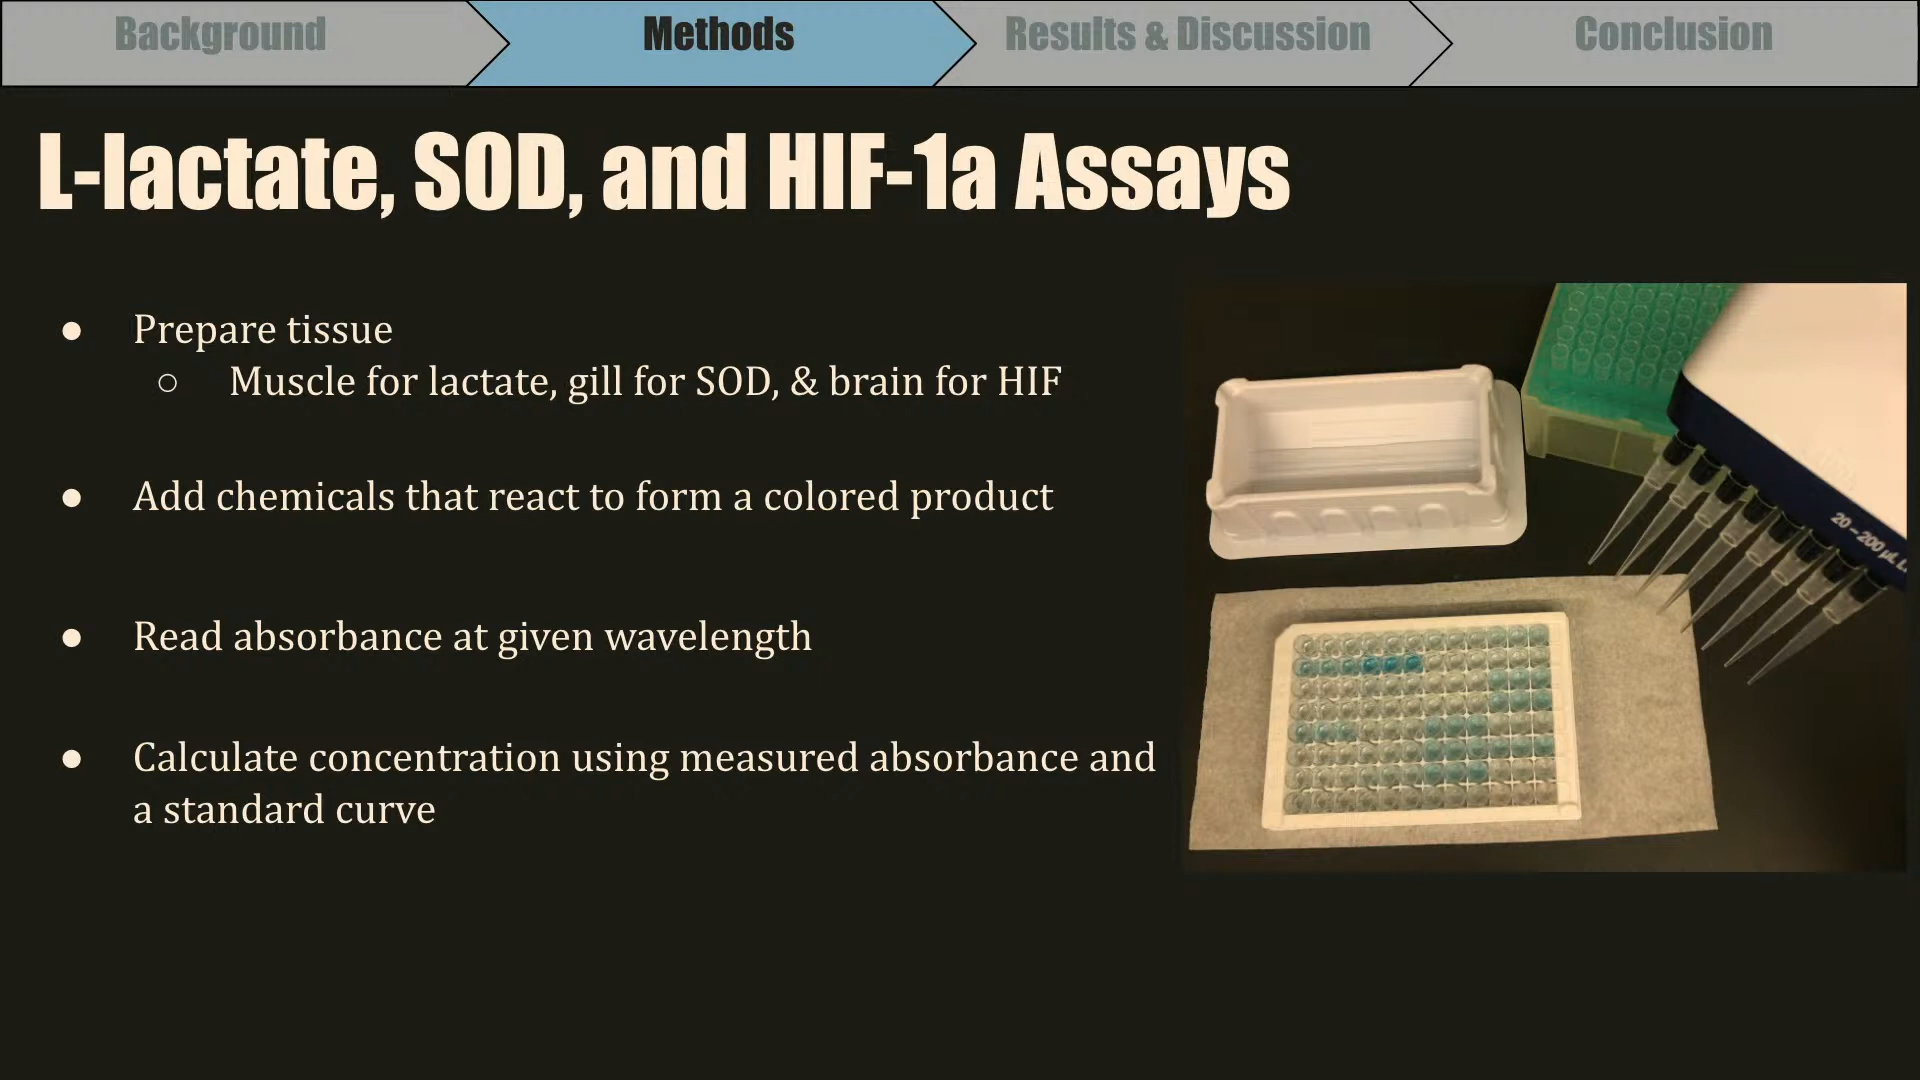 Background
Methods
Results & Discussion
Conclusion
L-lactate, SOD, and HIF-1a Assays
● Prepare tissue
○ Muscle for lactate, gill for SOD, & brain for HIF
● Add chemicals that react to form a colored product
● Read absorbance at given wavelength
● Calculate concentration using measured absorbance and
a standard curve
20 – 200 µL